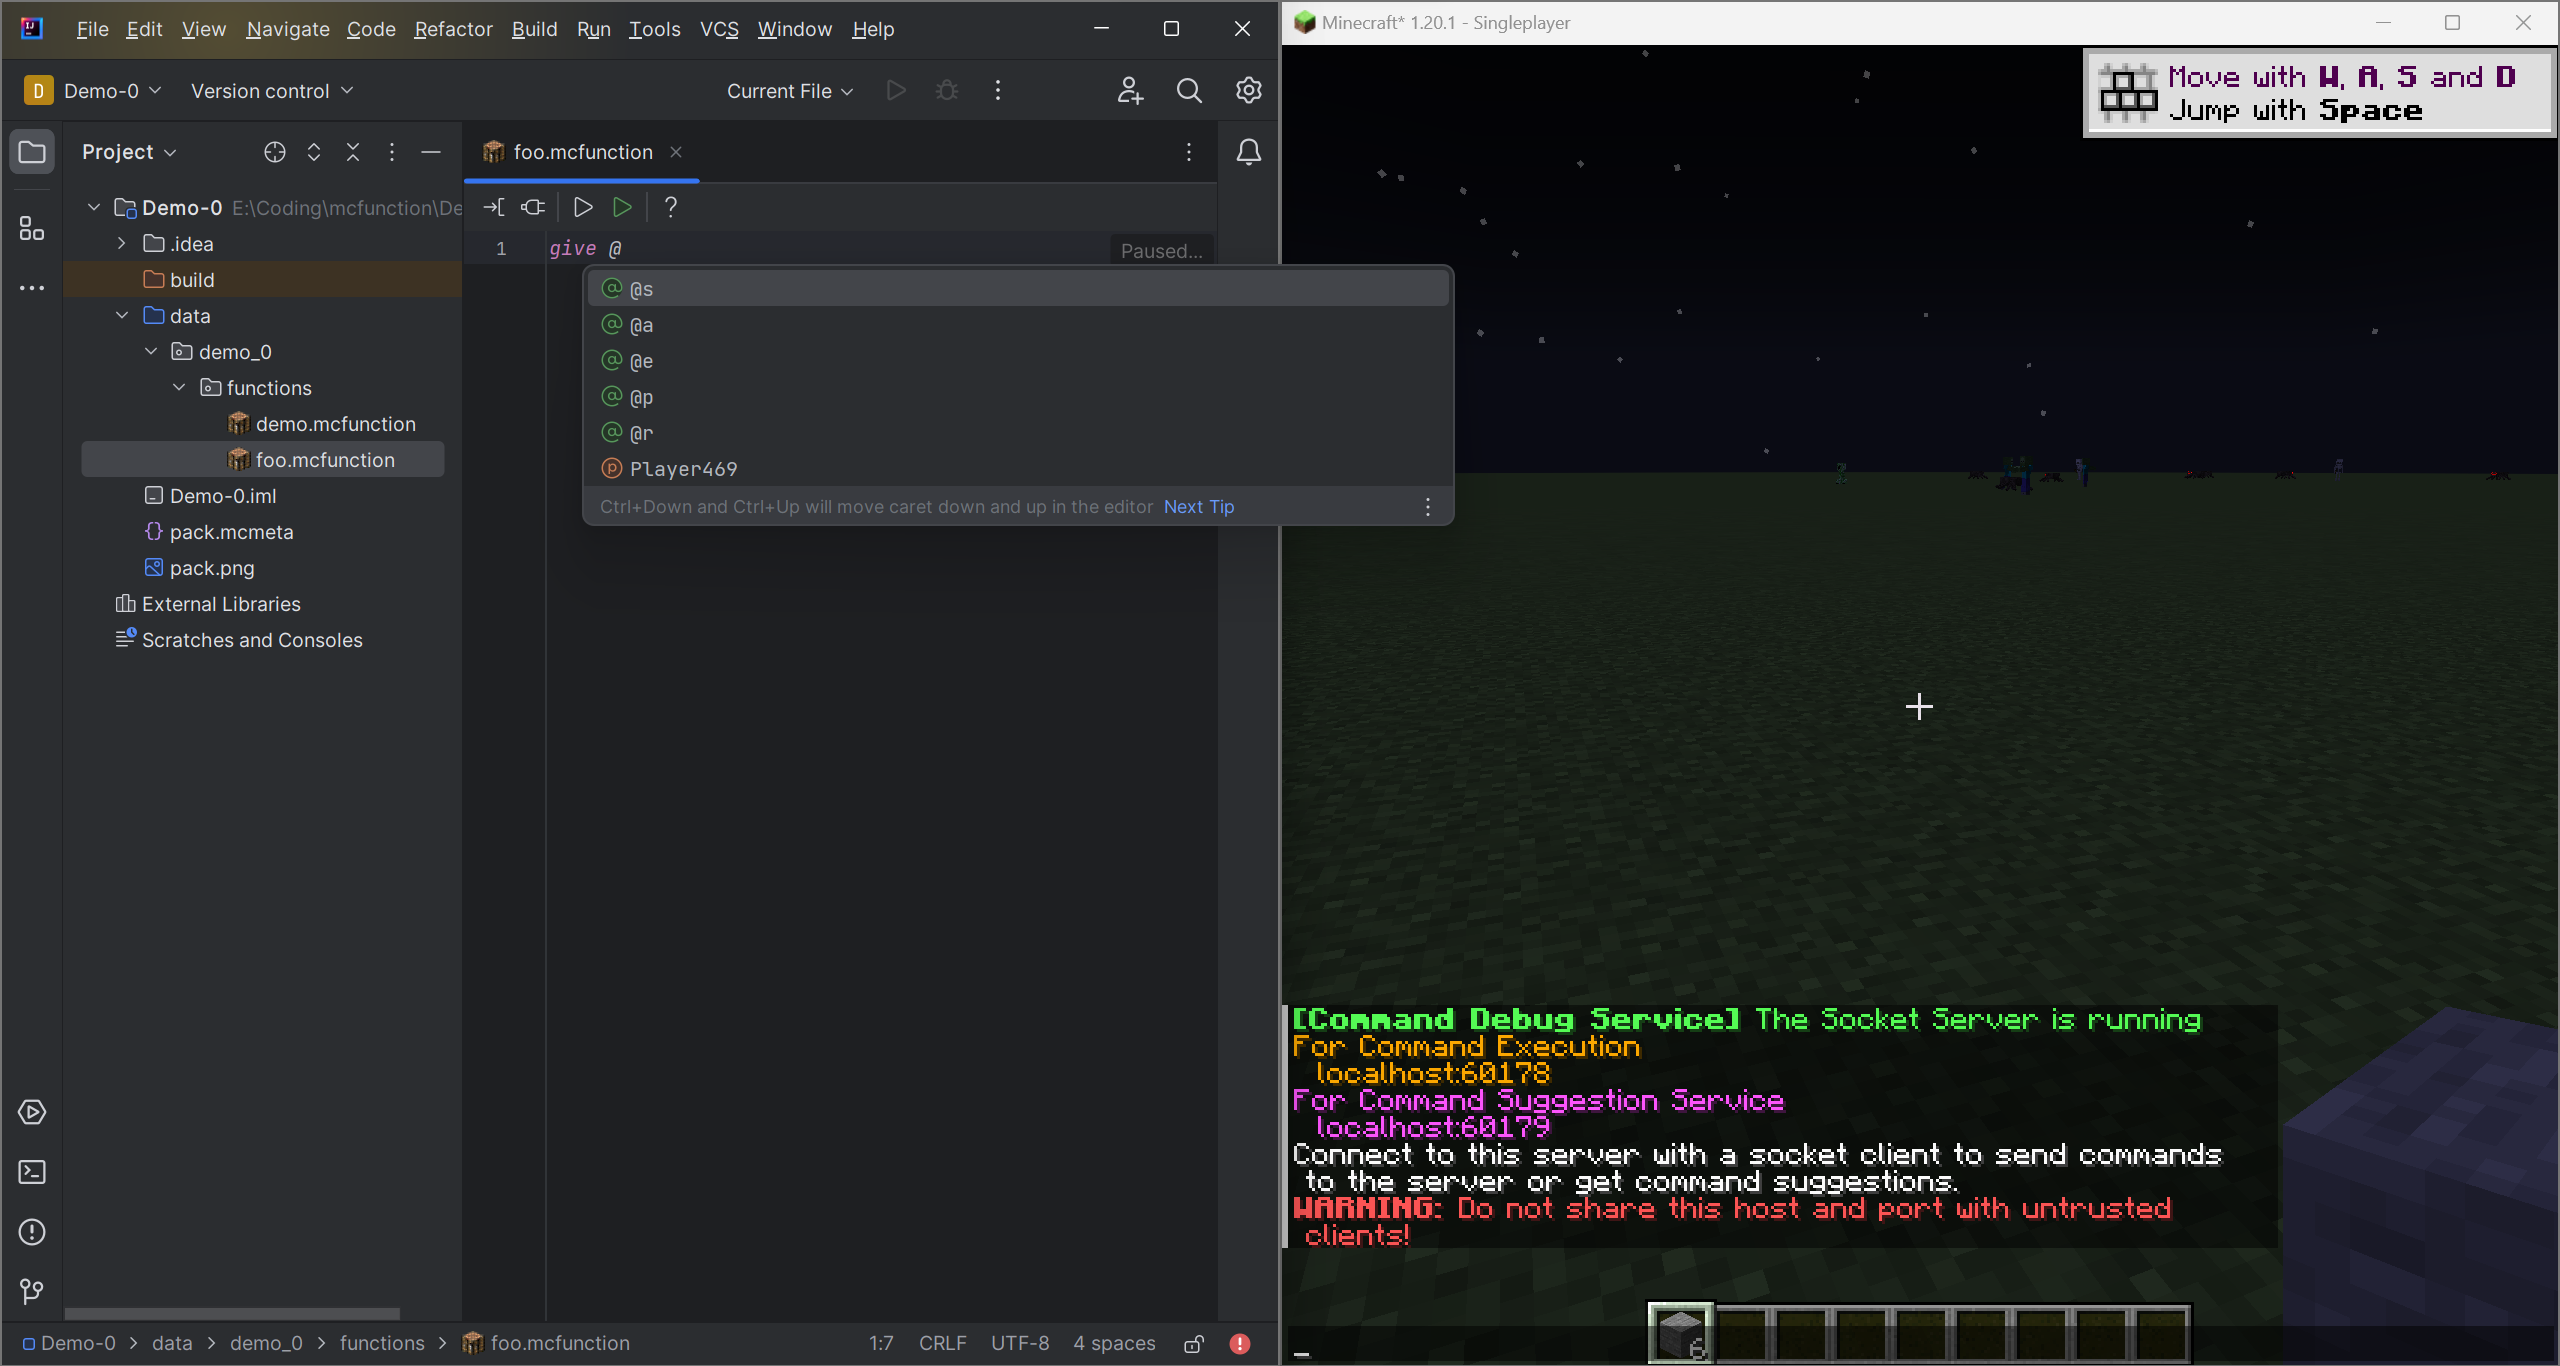 File Edit View Navigate Code Refactor Build Run Tools VCS Window Help
D Demo-0 Version control Current File
Project
foo.mcfunction
Demo-0 E:\Coding\mcfunction\De
.idea
build
data
demo_0
functions
demo.mcfunction
foo.mcfunction
Demo-0.iml
pack.mcmeta
pack.png
External Libraries
Scratches and Consoles
1 give @ Paused...
@s
@a
@e
@p
@r
Player469
Ctrl+Down and Ctrl+Up will move caret down and up in the editor Next Tip
Demo-0 > data > demo_0 > functions > foo.mcfunction 1:7 CRLF UTF-8 4 spaces
Minecraft* 1.20.1 - Singleplayer
Move with W, A, S and D
Jump with Space
[Command Debug Service] The Socket Server is running
For Command Execution
localhost:60178
For Command Suggestion Service
localhost:60179
Connect to this server with a socket client to send commands
to the server or get command suggestions.
WARNING: Do not share this host and port with untrusted
clients!
6
_